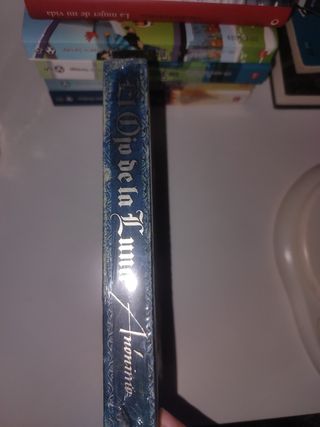 La mujer de mi vida
El Ojo de la Luna
Anónimo